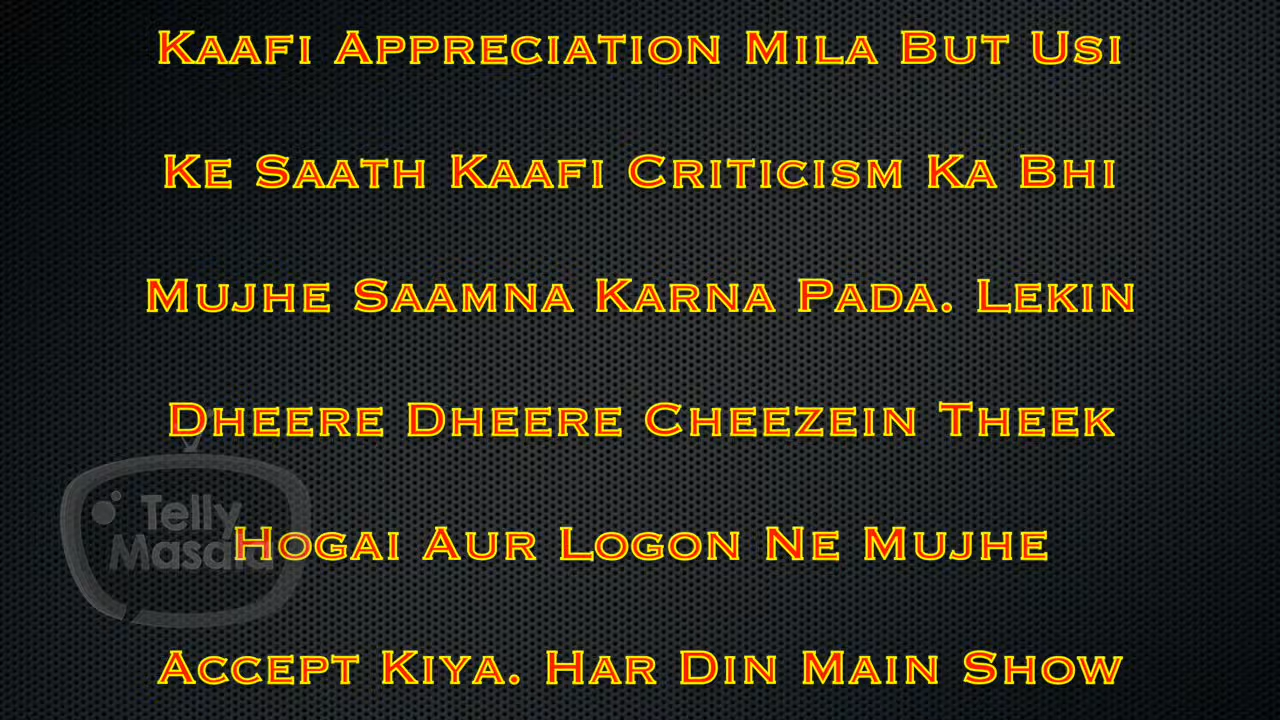 Kaafi Appreciation Mila But Usi
Ke Saath Kaafi Criticism Ka Bhi
Mujhe Saamna Karna Pada. Lekin
Dheere Dheere Cheezein Theek
Hogai Aur Logon Ne Mujhe
Accept Kiya. Har Din Main Show
Telly
Masala